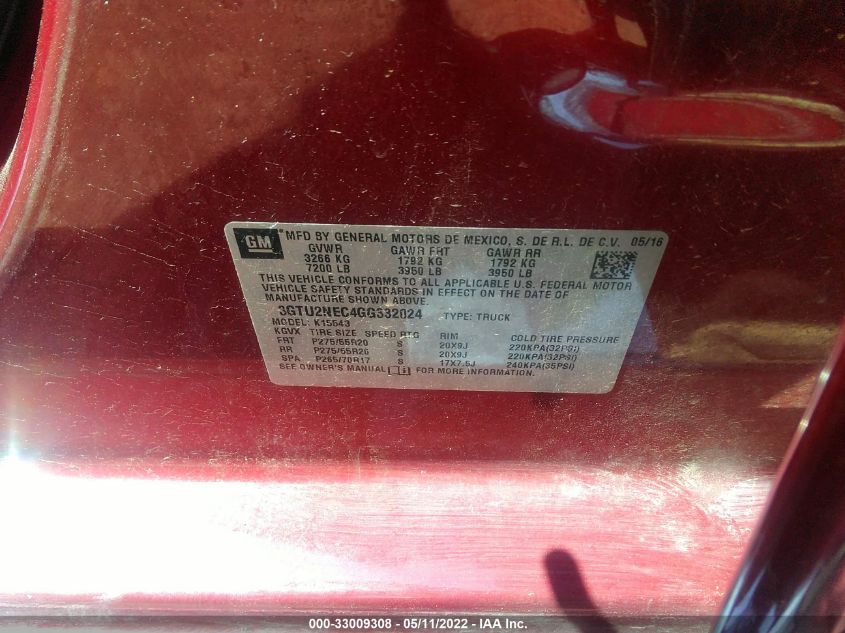 GM ® MFD BY GENERAL MOTORS DE MEXICO, S. DE R.L. DE C.V. 05/16
GVWR GAWR FRT GAWR RR
3266 KG 1792 KG 1792 KG
7200 LB 3950 LB 3950 LB
THIS VEHICLE CONFORMS TO ALL APPLICABLE U.S. FEDERAL MOTOR
VEHICLE SAFETY STANDARDS IN EFFECT ON THE DATE OF
MANUFACTURE SHOWN ABOVE.
3GTU2NEC4GG332024 TYPE: TRUCK
MODEL: K15543
KGVX TIRE SIZE SPEED RTG RIM COLD TIRE PRESSURE
FRT P275/55R20 S 20X9J 220KPA(32PSI)
RR P275/55R20 S 20X9J 220KPA(32PSI)
SPA P265/70R17 S 17X7.5J 240KPA(35PSI)
SEE OWNER'S MANUAL FOR MORE INFORMATION.
000-33009308 - 05/11/2022 - IAA Inc.